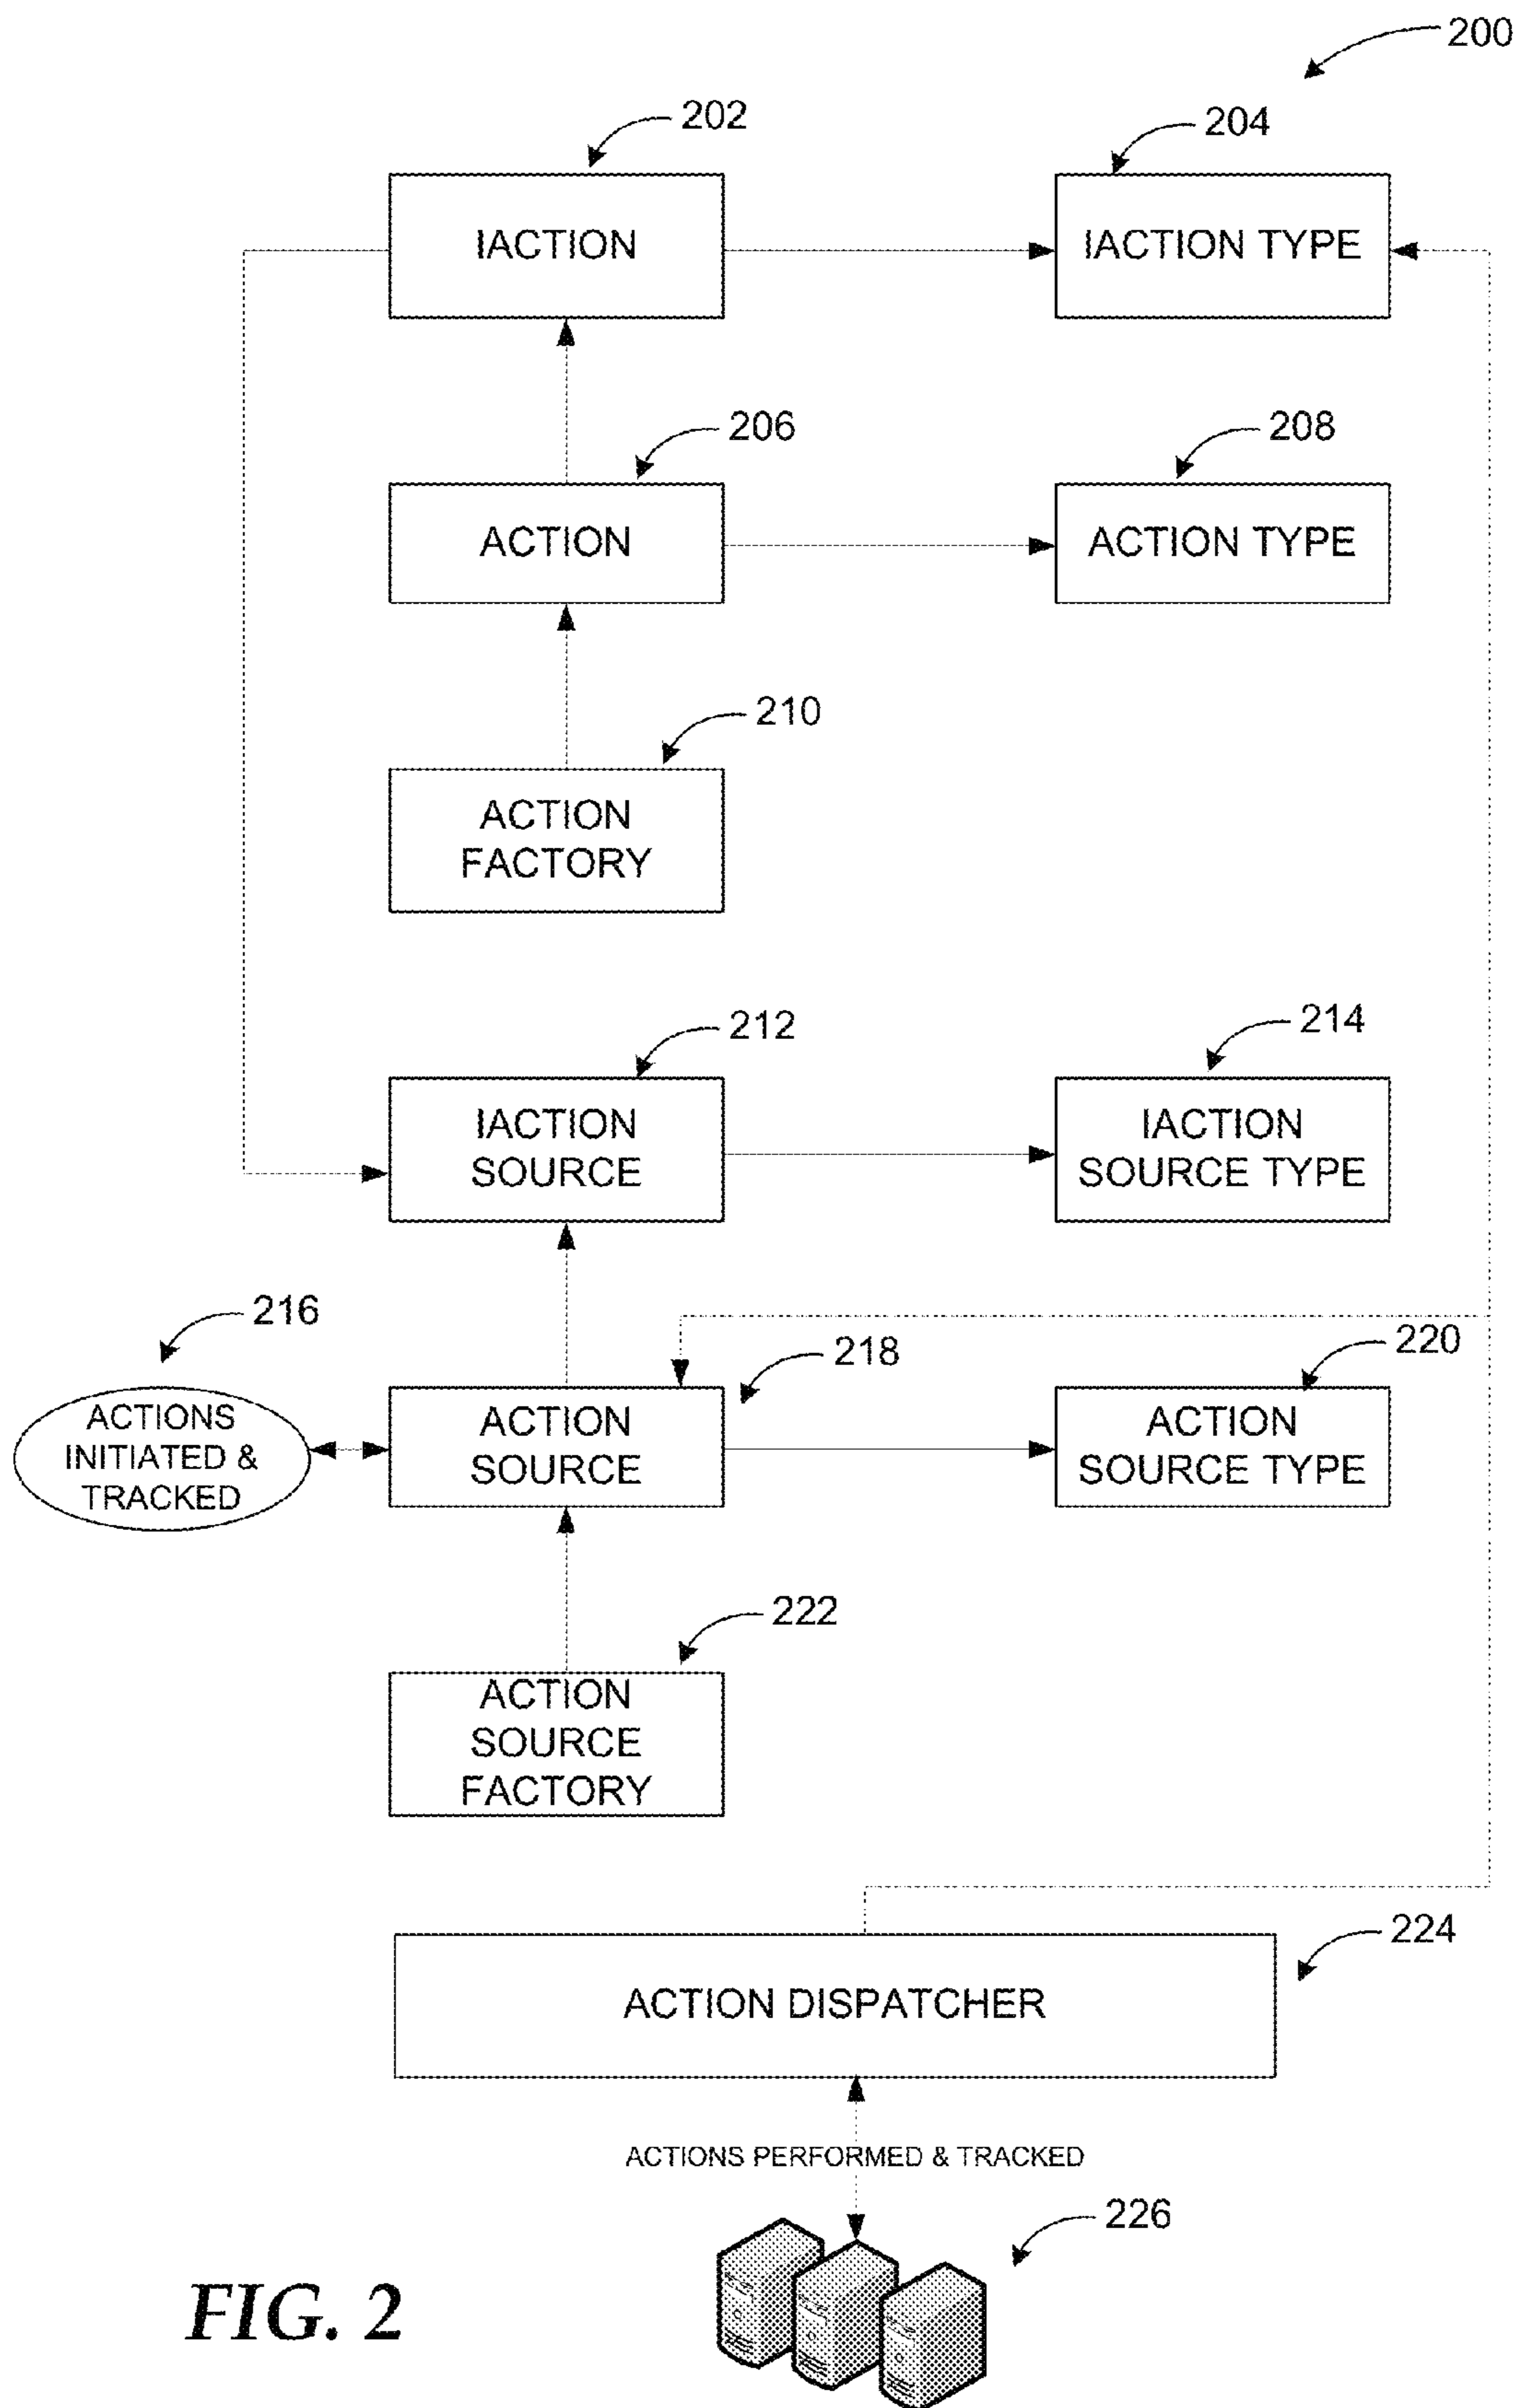 200
202
204
IACTION
IACTION TYPE
206
208
ACTION
ACTION TYPE
210
ACTION
FACTORY
212
214
IACTION
SOURCE
IACTION
SOURCE TYPE
216
218
220
ACTIONS
INITIATED &
TRACKED
ACTION
SOURCE
ACTION
SOURCE TYPE
222
ACTION
SOURCE
FACTORY
224
ACTION DISPATCHER
ACTIONS PERFORMED & TRACKED
226
FIG. 2